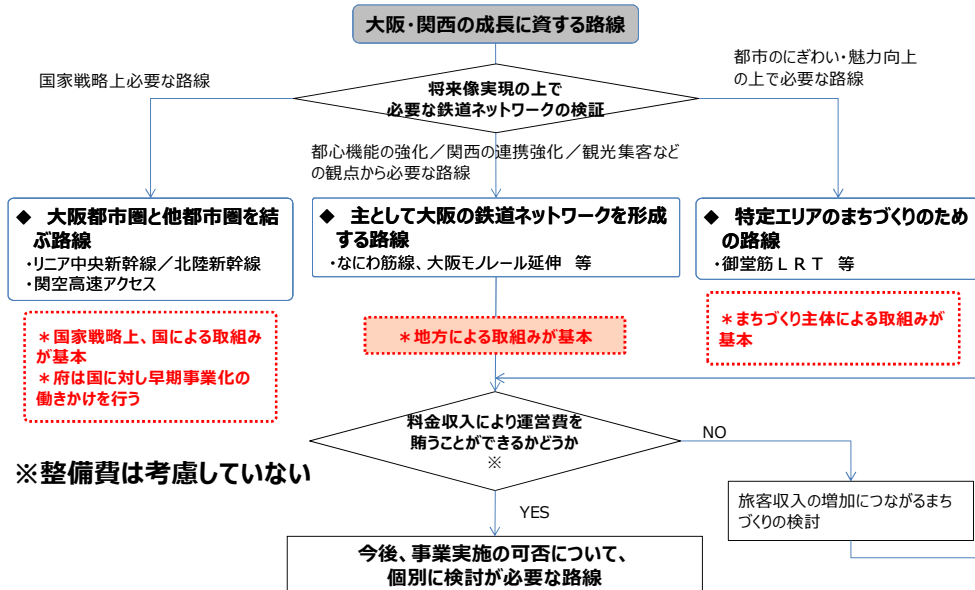 大阪・関西の成長に資する路線
国家戦略上必要な路線
将来像実現の上で
必要な鉄道ネットワークの検証
都市のにぎわい・魅力向上
の上で必要な路線
都心機能の強化／関西の連携強化／観光集客など
の観点から必要な路線
◆ 大阪都市圏と他都市圏を結
ぶ路線
・リニア中央新幹線／北陸新幹線
・関空高速アクセス
◆ 主として大阪の鉄道ネットワークを形成
する路線
・なにわ筋線、大阪モノレール延伸 等
◆ 特定エリアのまちづくりのため
の路線
・御堂筋ＬＲＴ 等
＊国家戦略上、国による取組み
が基本
＊府は国に対し早期事業化の
働きかけを行う
＊地方による取組みが基本
＊まちづくり主体による取組みが
基本
料金収入により運営費を
賄うことができるかどうか
※
NO
※整備費は考慮していない
YES
旅客収入の増加につながるまち
づくりの検討
今後、事業実施の可否について、
個別に検討が必要な路線